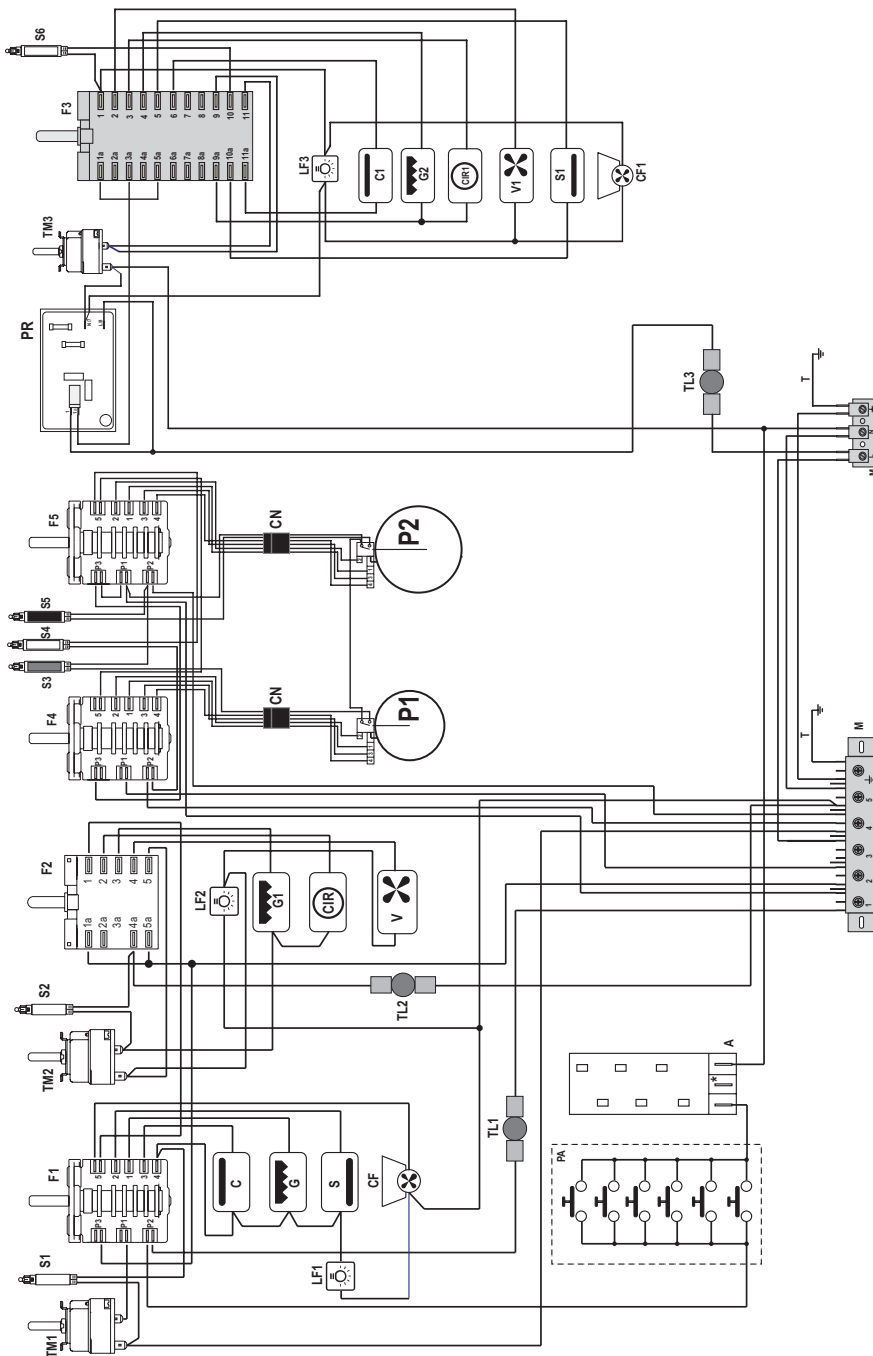 TM1
S1
F1
P3
P1
P2
5
2
1
3
4
C
G
S
CF
LF1
TM2
S2
F2
1a
2a
3a
4a
5a
1
2
3
4
5
LF2
G1
CIR
V
TL1
TL2
PA
A
*
F4
P3
P1
P2
5
2
1
3
4
S3
S4
S5
F5
P3
P1
P2
5
2
1
3
4
CN
CN
P1
P2
M
1
2
3
4
5
T
PR
TM3
F3
1a
2a
3a
4a
5a
6a
7a
8a
9a
10a
11a
1
2
3
4
5
6
7
8
9
10
11
S6
LF3
C1
G2
CIR1
V1
S1
CF1
TL3
T
L
N